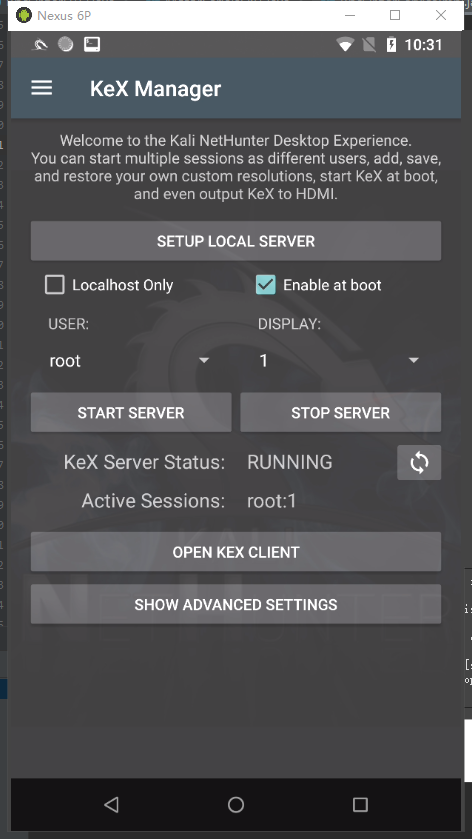 Nexus 6P
10:31
KeX Manager
Welcome to the Kali NetHunter Desktop Experience.
You can start multiple sessions as different users, add, save,
and restore your own custom resolutions, start KeX at boot,
and even output KeX to HDMI.
SETUP LOCAL SERVER
Localhost Only
Enable at boot
USER:
DISPLAY:
root
1
START SERVER
STOP SERVER
KeX Server Status: RUNNING
Active Sessions: root:1
OPEN KEX CLIENT
SHOW ADVANCED SETTINGS
NETHUNTER